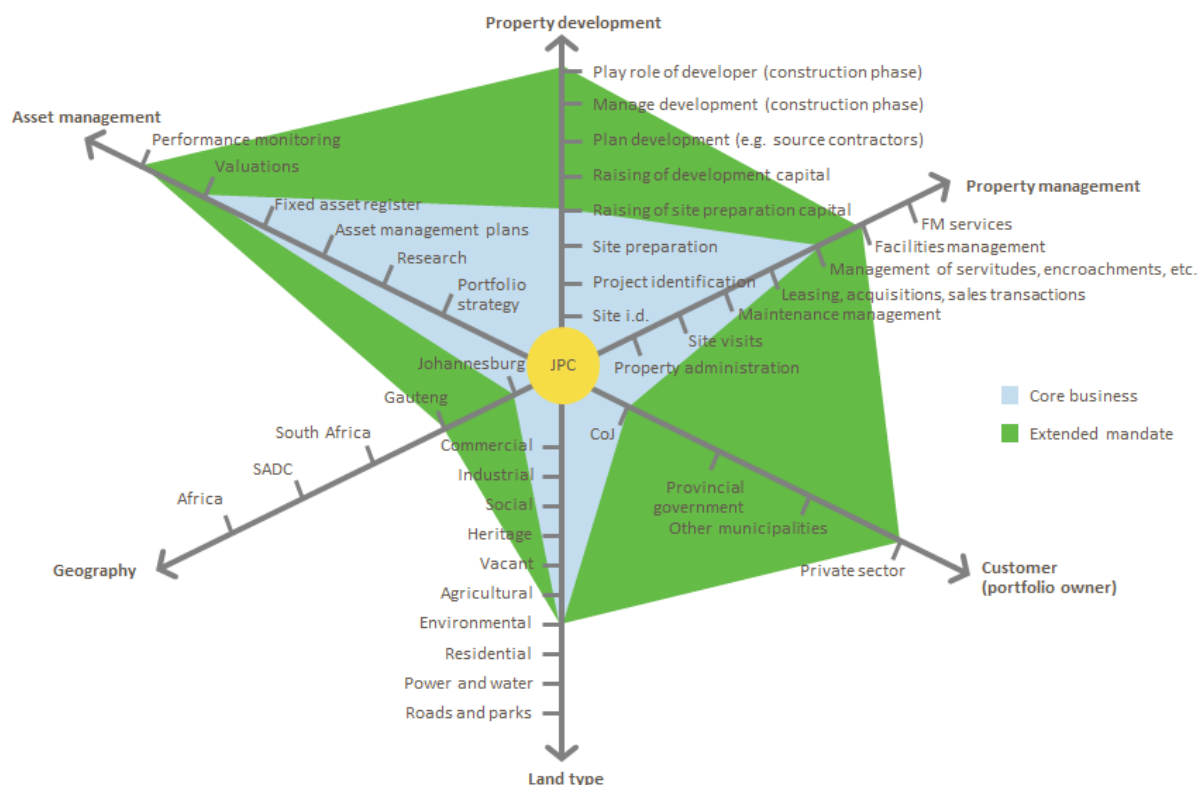 Property development
Play role of developer (construction phase)
Manage development (construction phase)
Asset management
Performance monitoring
Plan development (e.g. source contractors)
Valuations
Raising of development capital
Property management
Fixed asset register
Raising of site preparation capital
FM services
Asset management plans
Site preparation
Facilities management
Research
Management of servitudes, encroachments, etc.
Portfolio
strategy
Project identification
Leasing, acquisitions, sales transactions
Site i.d.
Maintenance management
Site visits
Johannesburg
JPC
Property administration
Gauteng
Core business
South Africa
CoJ
Extended mandate
Commercial
SADC
Industrial
Provincial
government
Africa
Social
Other municipalities
Heritage
Geography
Vacant
Private sector
Customer
(portfolio owner)
Agricultural
Environmental
Residential
Power and water
Roads and parks
Land type